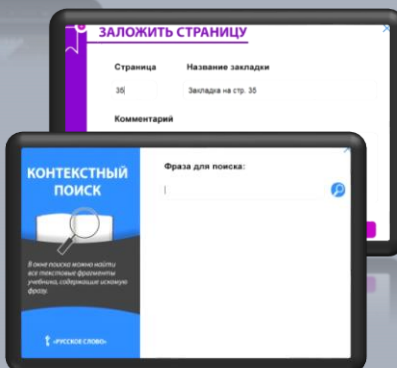 ЗАЛОЖИТЬ СТРАНИЦУ
Страница Название закладки
35 Закладка на стр. 35
Комментарий
КОНТЕКСТНЫЙ
ПОИСК
Фраза для поиска:
В окне поиска можно найти
все текстовые фрагменты
учебника, содержащие искомую
фразу.
«РУССКОЕ СЛОВО»